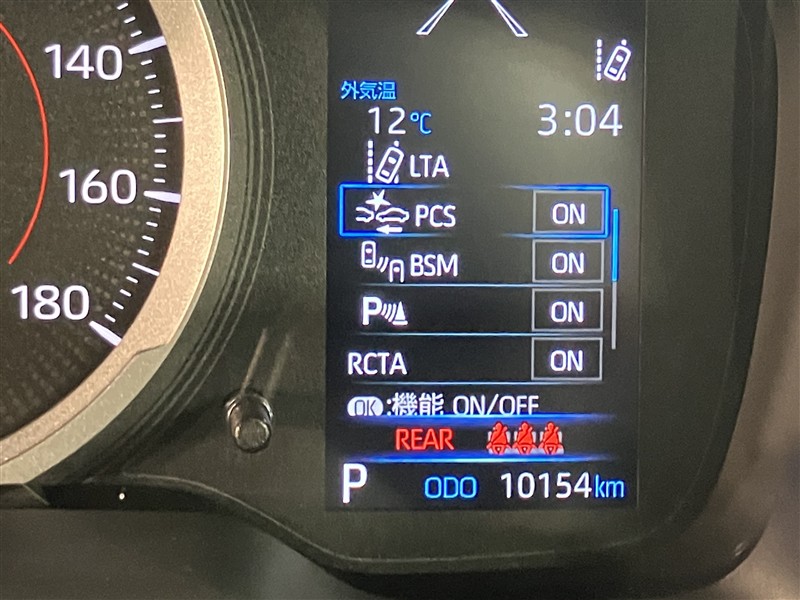 140
160
180
外気温
12℃ 3:04
LTA
PCS ON
BSM ON
P ON
RCTA ON
OK:機能 ON/OFF
REAR
P ODO 10154km